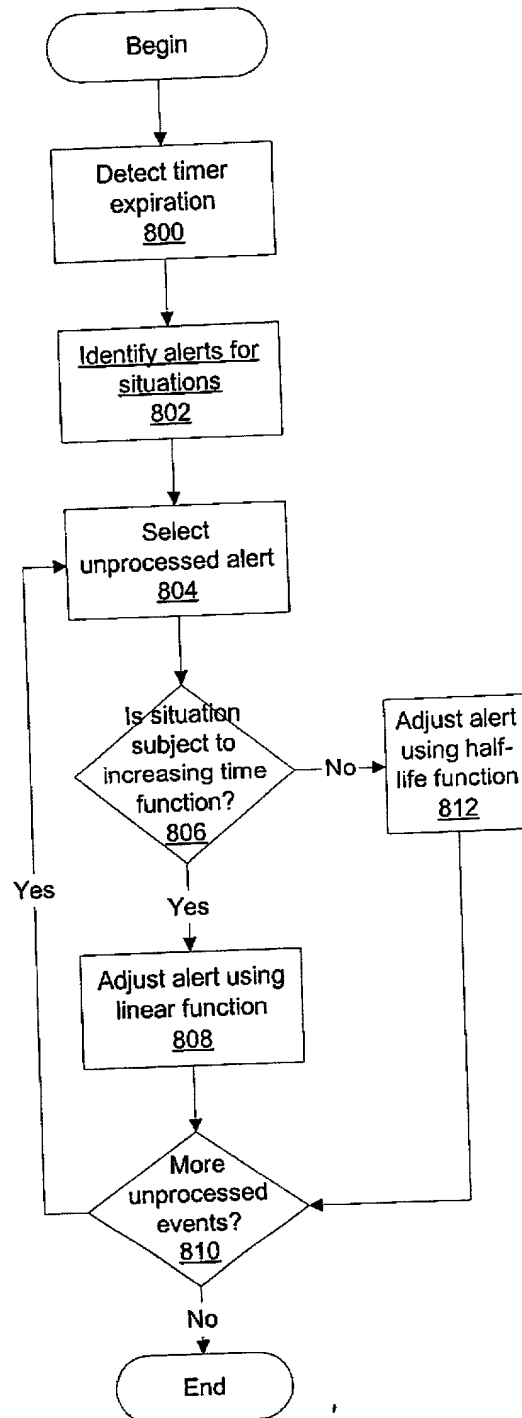 Begin
Detect timer
expiration
800
Identify alerts for
situations
802
Select
unprocessed alert
804
Is situation
subject to
increasing time
function?
806
No
Adjust alert
using half-
life function
812
Yes
Yes
Adjust alert using
linear function
808
More
unprocessed
events?
810
No
End